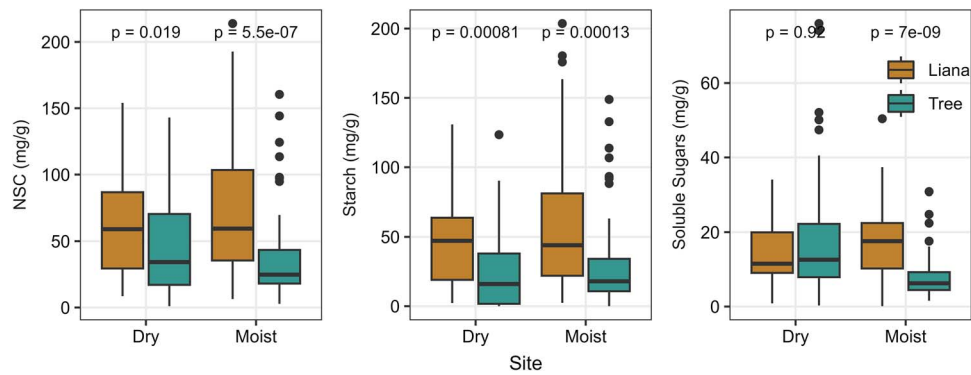 p = 0.019 p = 5.5e-07
200
150
100
50
0
NSC (mg/g)
Dry Moist
p = 0.00081 p = 0.00013
200
150
100
50
0
Starch (mg/g)
Dry Moist
Site
p = 0.92 p = 7e-09
60
40
20
0
Soluble Sugars (mg/g)
Liana
Tree
Dry Moist